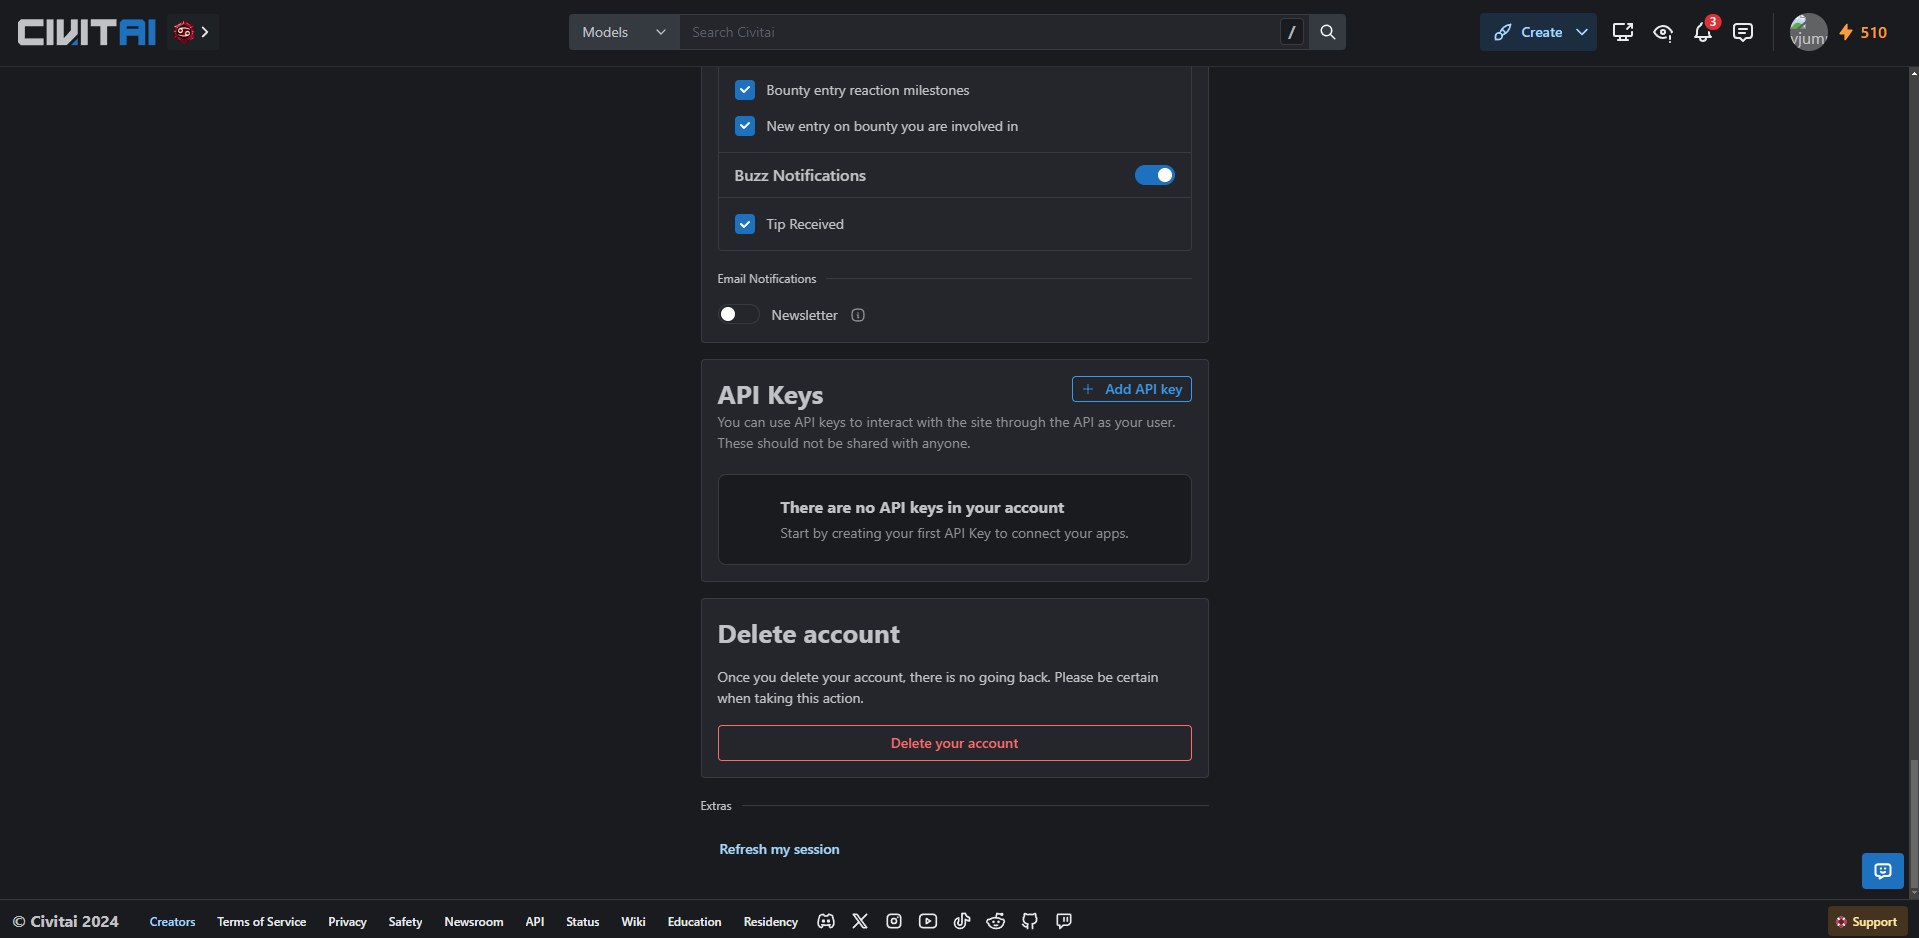 CIVITAI
Models
Search Civitai
/
Create
3
vjum
510
Bounty entry reaction milestones
New entry on bounty you are involved in
Buzz Notifications
Tip Received
Email Notifications
Newsletter
API Keys
Add API key
You can use API keys to interact with the site through the API as your user.
These should not be shared with anyone.
There are no API keys in your account
Start by creating your first API Key to connect your apps.
Delete account
Once you delete your account, there is no going back. Please be certain
when taking this action.
Delete your account
Extras
Refresh my session
© Civitai 2024
Creators
Terms of Service
Privacy
Safety
Newsroom
API
Status
Wiki
Education
Residency
Support